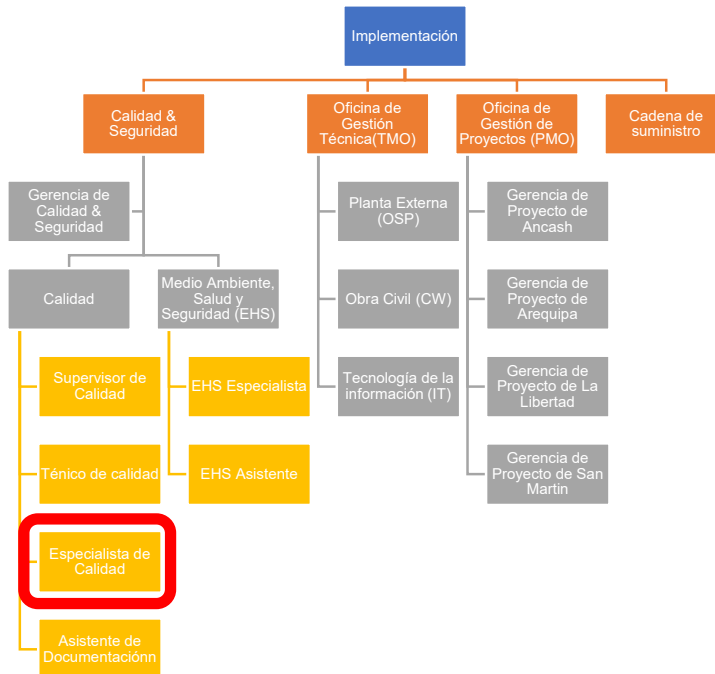 Implementación
Calidad &
Seguridad
Oficina de
Gestión
Técnica(TMO)
Oficina de
Gestión de
Proyectos (PMO)
Cadena de
suministro
Gerencia de
Calidad &
Seguridad
Planta Externa
(OSP)
Gerencia de
Proyecto de
Ancash
Calidad
Medio Ambiente,
Salud y
Seguridad (EHS)
Obra Civil (CW)
Gerencia de
Proyecto de
Arequipa
Supervisor de
Calidad
EHS Especialista
Tecnología de la
información (IT)
Gerencia de
Proyecto de La
Libertad
Ténico de calidad
EHS Asistente
Gerencia de
Proyecto de San
Martin
Especialista de
Calidad
Asistente de
Documentaciónn